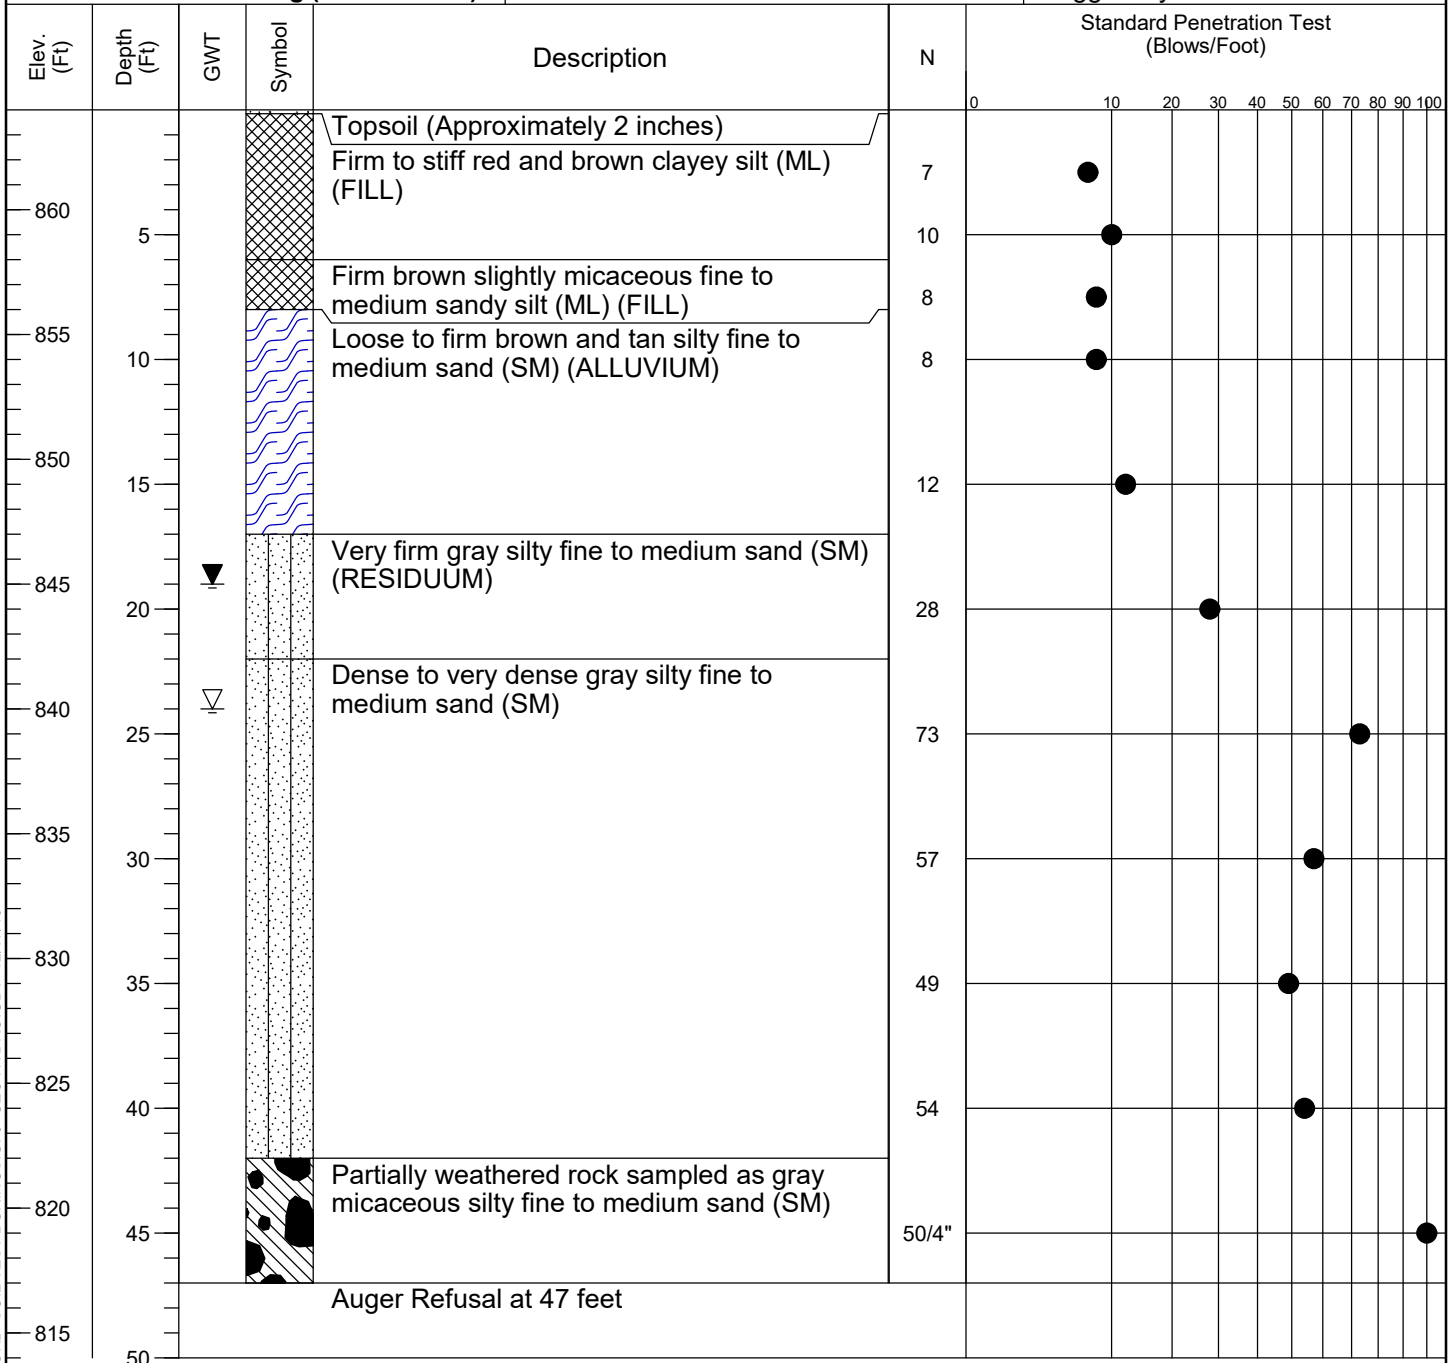 Elev. (Ft)
Depth (Ft)
GWT
Symbol
Description
N
Standard Penetration Test
(Blows/Foot)
0 10 20 30 40 50 60 70 80 90 100
Topsoil (Approximately 2 inches)
Firm to stiff red and brown clayey silt (ML)
(FILL)
7
860
5
10
Firm brown slightly micaceous fine to
medium sandy silt (ML) (FILL)
8
855
Loose to firm brown and tan silty fine to
medium sand (SM) (ALLUVIUM)
10
8
850
15
12
Very firm gray silty fine to medium sand (SM)
(RESIDUUM)
845
20
28
Dense to very dense gray silty fine to
medium sand (SM)
840
25
73
835
30
57
830
35
49
825
40
54
Partially weathered rock sampled as gray
micaceous silty fine to medium sand (SM)
820
45
50/4"
Auger Refusal at 47 feet
815
50